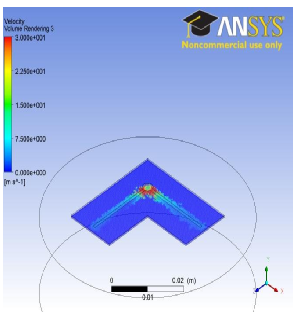 Velocity
Volume Rendering 3
3.000e+001
2.250e+001
1.500e+001
7.500e+000
0.000e+000
[m s^-1]
ANSYS
Noncommercial use only
0
0.02 (m)
0.01
Y
X